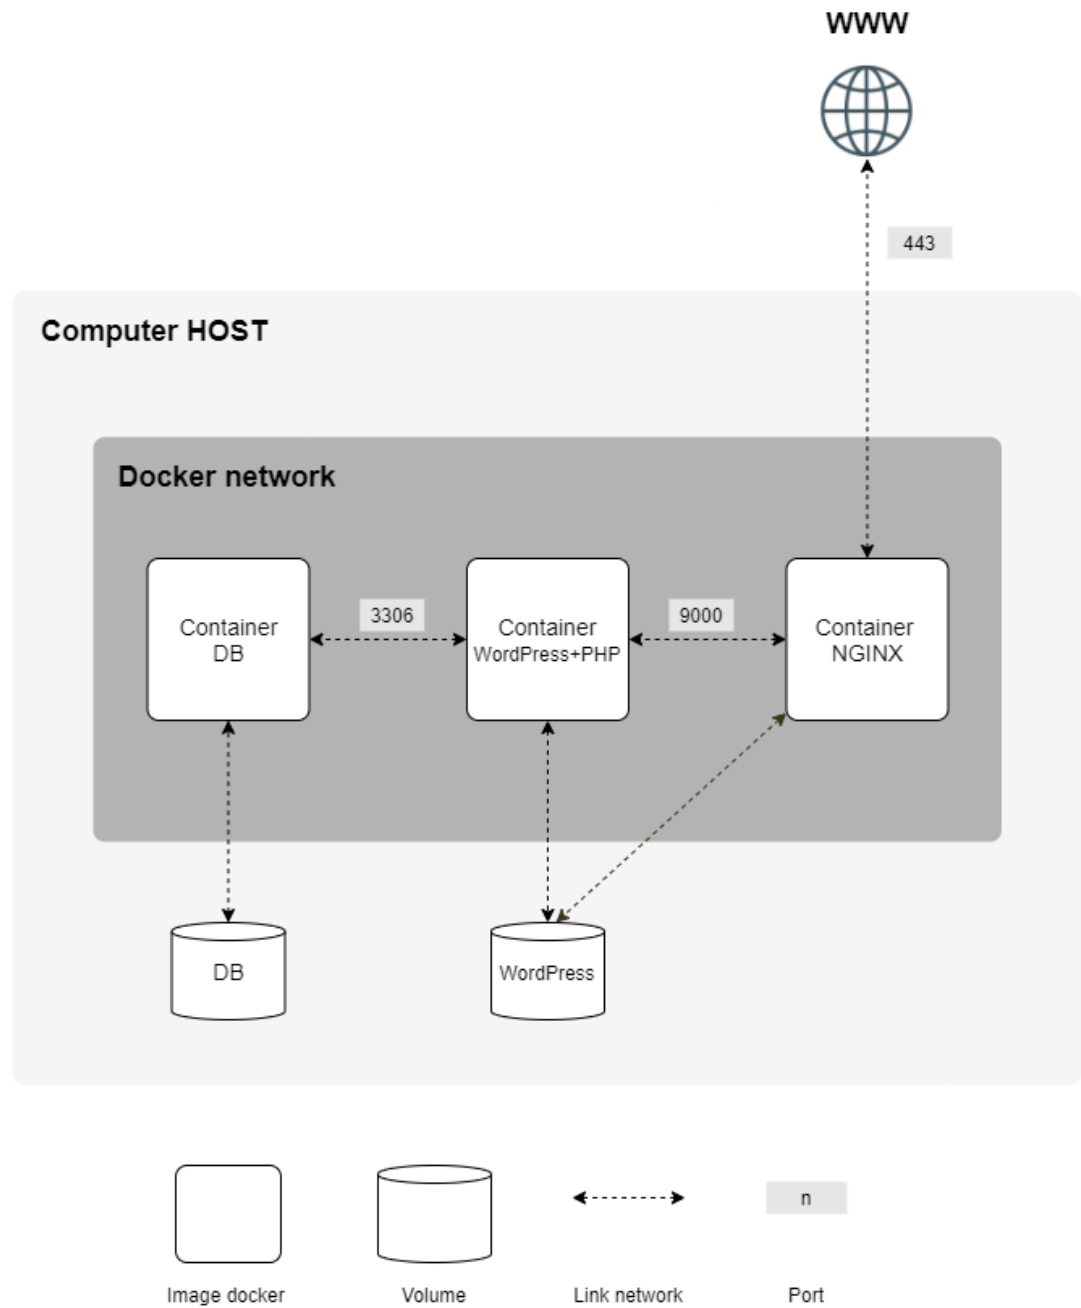 WWW
443
Computer HOST
Docker network
Container
DB
3306
Container
WordPress+PHP
9000
Container
NGINX
DB
WordPress
n
Image docker
Volume
Link network
Port